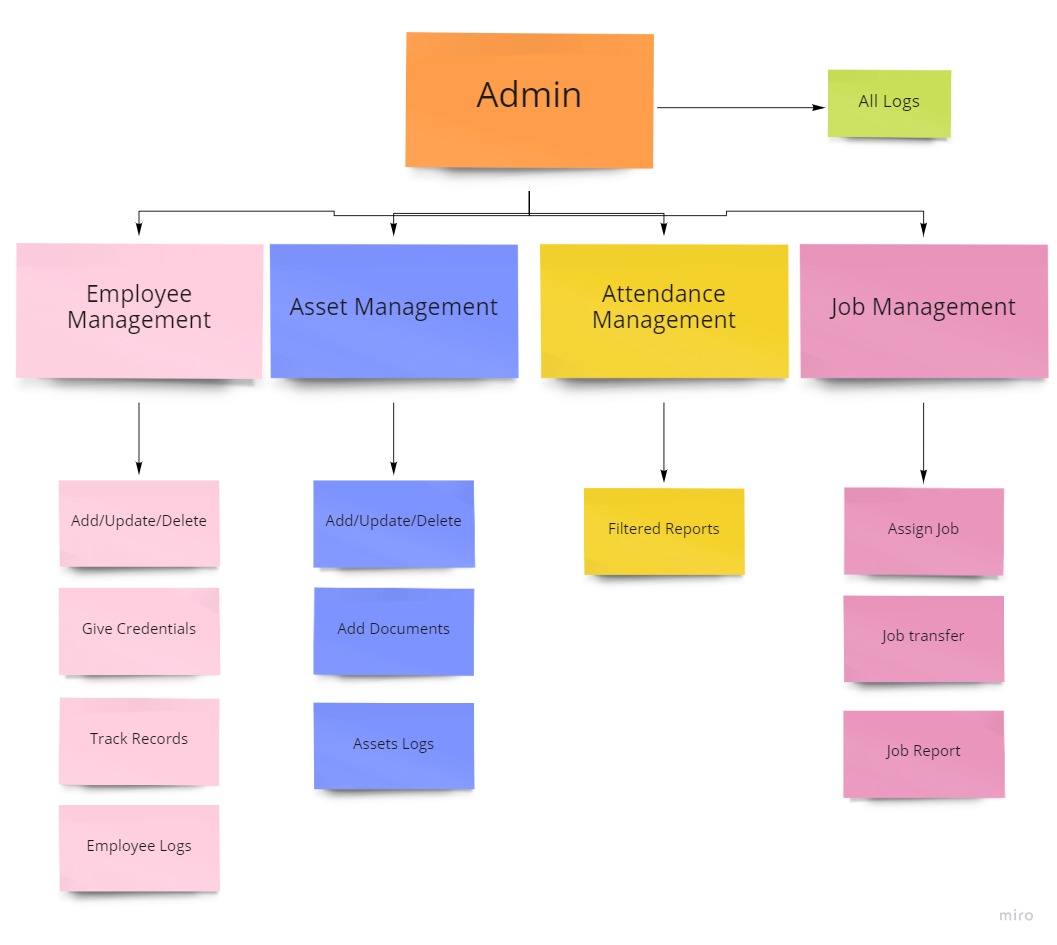 Admin
All Logs
Employee
Management
Asset Management
Attendance
Management
Job Management
Add/Update/Delete
Give Credentials
Track Records
Employee Logs
Add/Update/Delete
Add Documents
Assets Logs
Filtered Reports
Assign Job
Job transfer
Job Report
miro